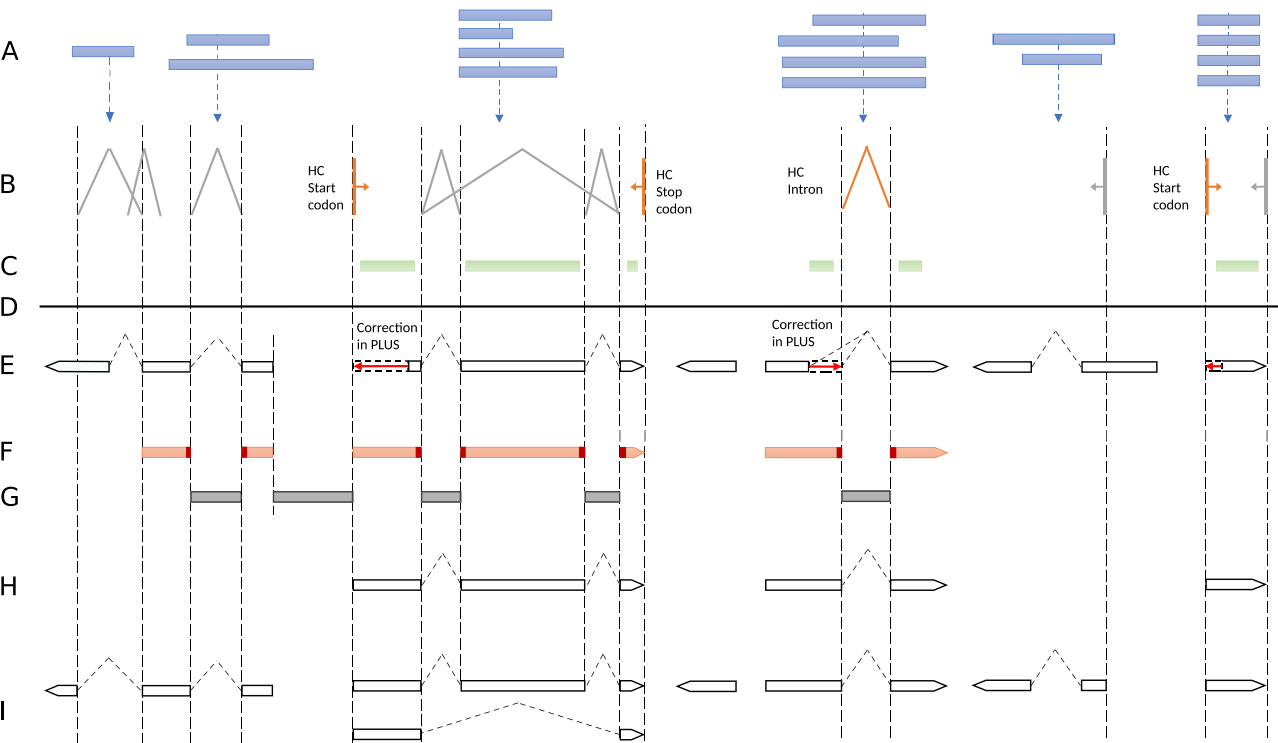 A
B
HC
Start
codon
HC
Stop
codon
HC
Intron
HC
Start
codon
C
D
Correction
in PLUS
Correction
in PLUS
E
F
G
H
I